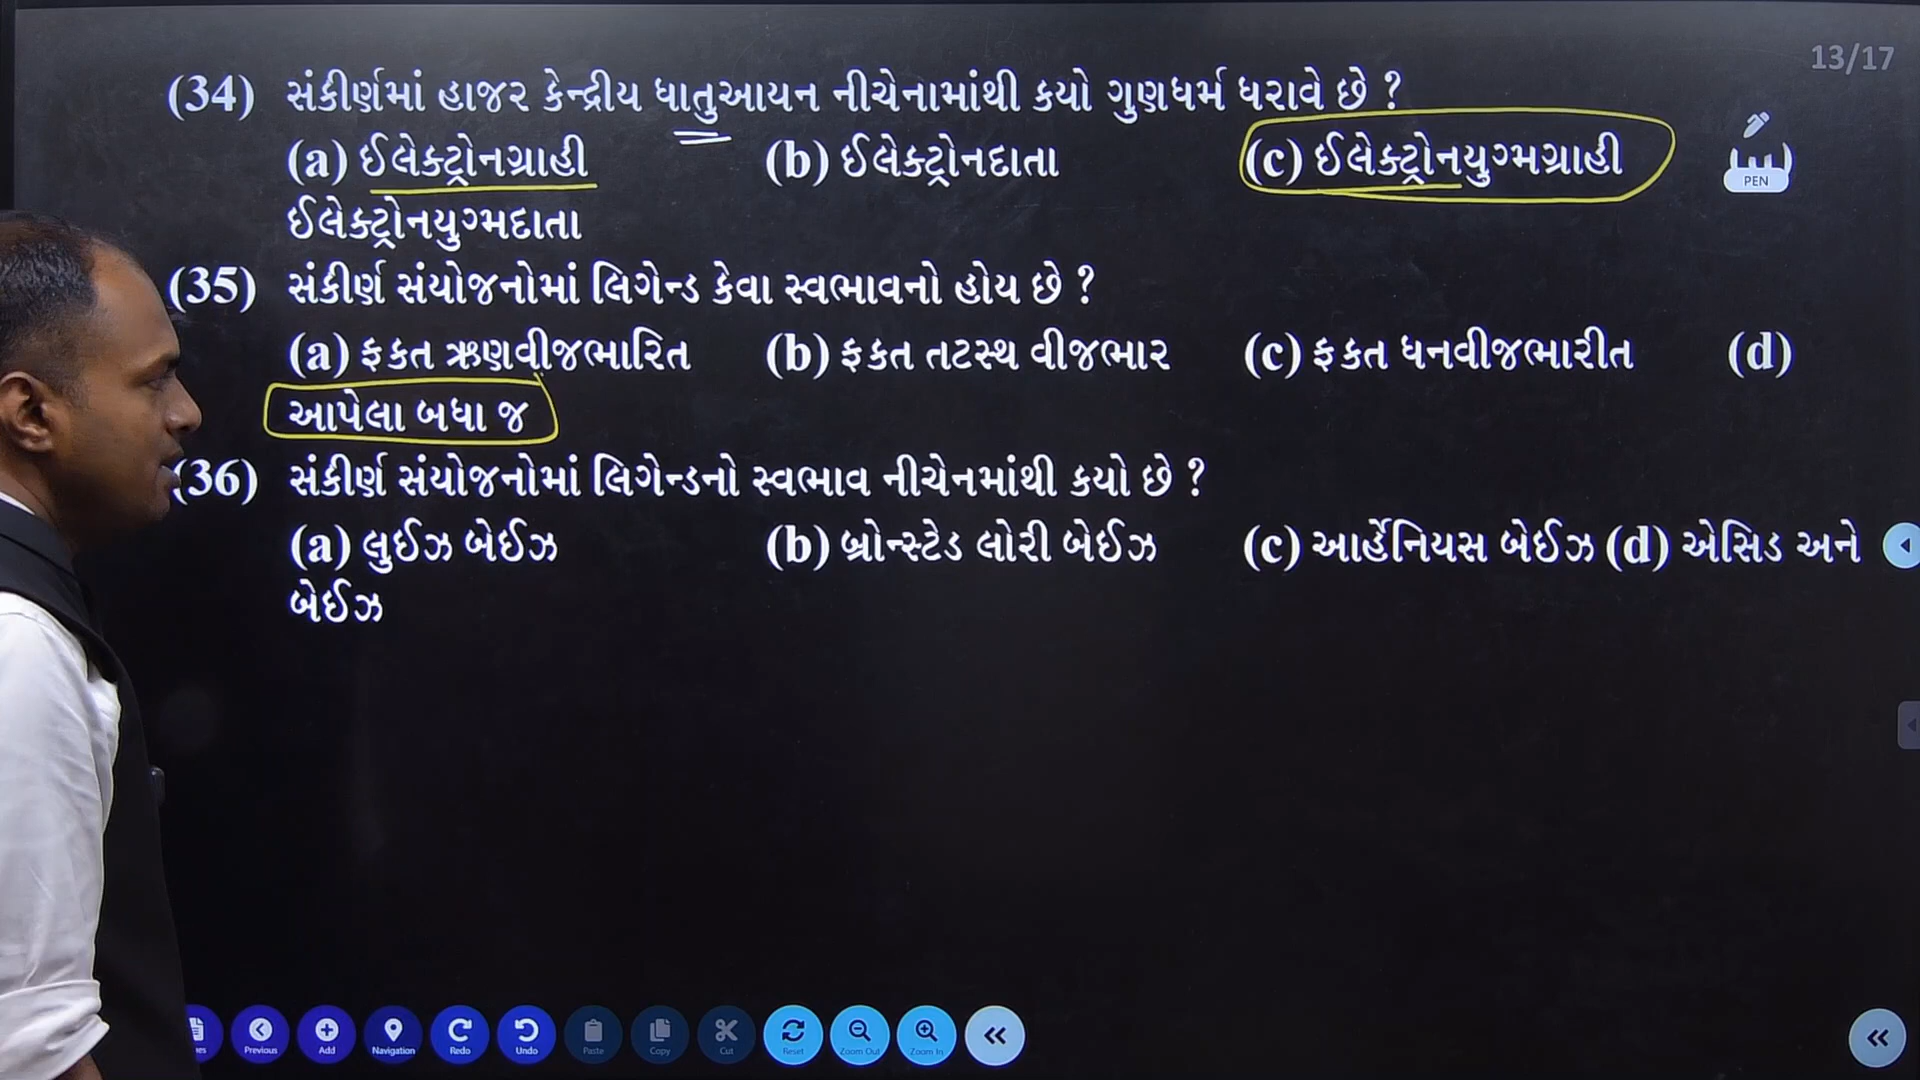 13/17
(34) સંકીર્ણમાં હાજર કેન્દ્રીય ધાતુઆયન નીચેનામાંથી કયો ગુણધર્મ ધરાવે છે ?
(a) ઈલેક્ટ્રોનગ્રાહી (b) ઈલેક્ટ્રોનદાતા (c) ઈલેક્ટ્રોનયુગ્મગ્રાહી
ઈલેક્ટ્રોનયુગ્મદાતા
PEN
(35) સંકીર્ણ સંયોજનોમાં લિગેન્ડ કેવા સ્વભાવનો હોય છે ?
(a) ફકત ઋણવીજભારિત (b) ફકત તટસ્થ વીજભાર (c) ફકત ધનવીજભારીત (d)
આપેલા બધા જ
(36) સંકીર્ણ સંયોજનોમાં લિગેન્ડનો સ્વભાવ નીચેનમાંથી કયો છે ?
(a) લુઈઝ બેઈઝ (b) બ્રોન્સ્ટેડ લોરી બેઈઝ (c) આર્હેનિયસ બેઈઝ (d) એસિડ અને
બેઈઝ
Previous Add Navigation Redo Undo Paste Copy Cut Reset Zoom Out Zoom In